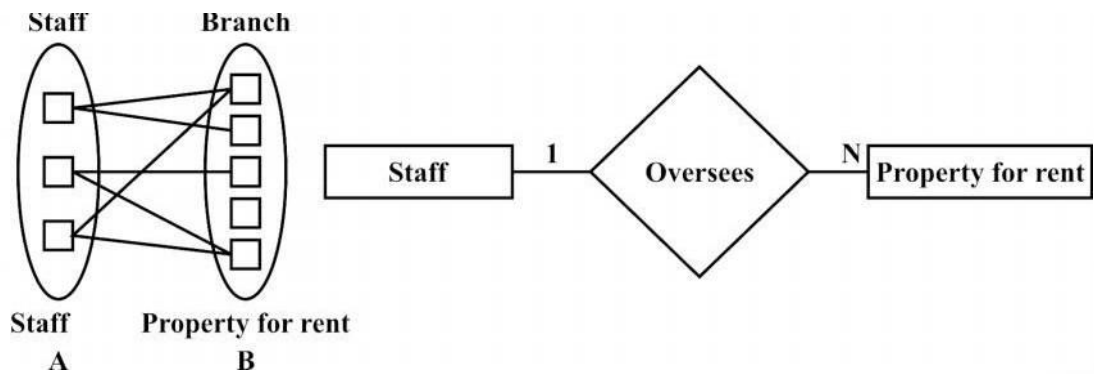 Staff
Branch
Staff
Property for rent
A
B
Staff
1
Oversees
N
Property for rent